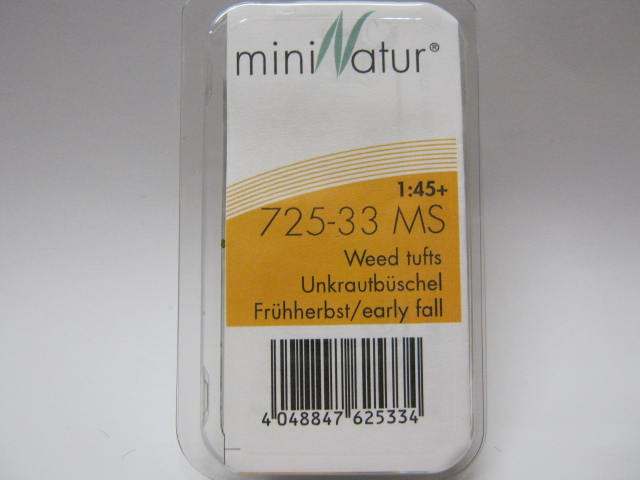 miniNatur®
1:45+
725-33 MS
Weed tufts
Unkrautbüschel
Frühherbst/early fall
4 048847 625334